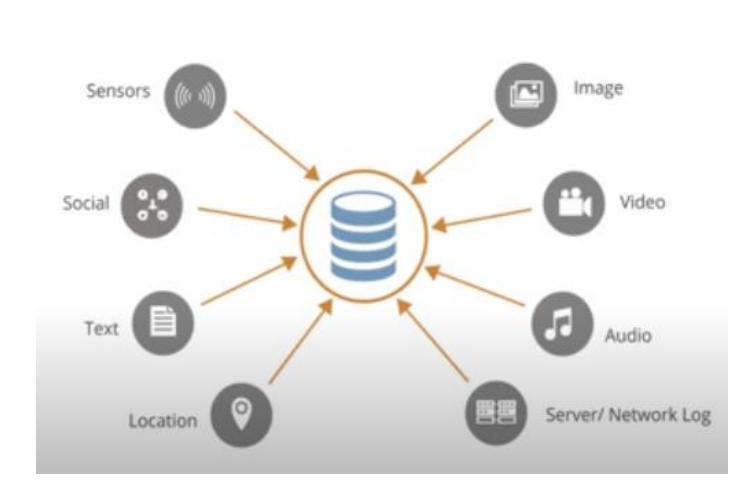 Sensors
Image
Social
Video
Text
Audio
Location
Server/ Network Log